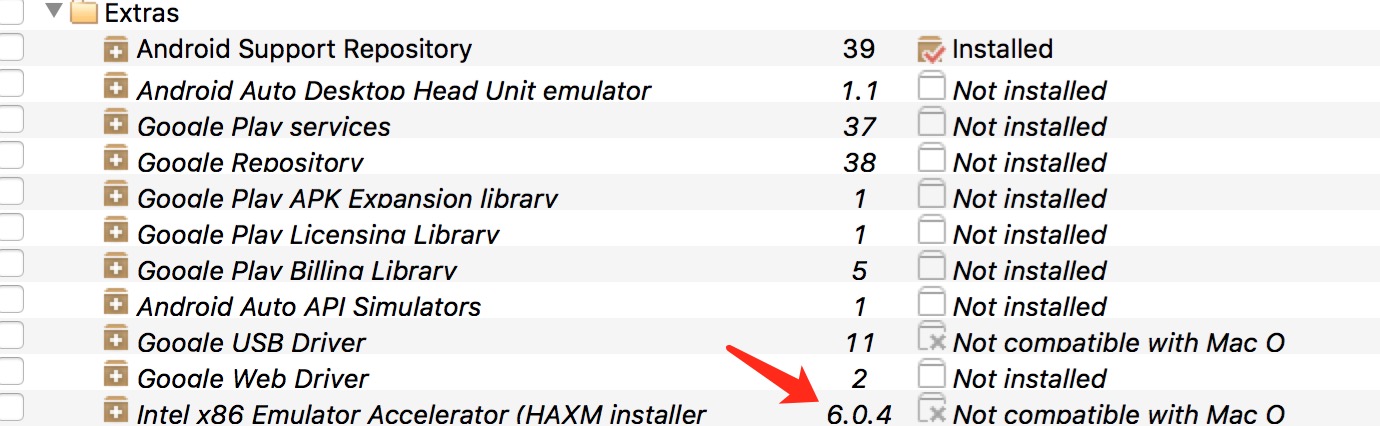 Extras
Android Support Repository 39 Installed
Android Auto Desktop Head Unit emulator 1.1 Not installed
Google Play services 37 Not installed
Google Repository 38 Not installed
Google Play APK Expansion library 1 Not installed
Google Play Licensing Library 1 Not installed
Google Play Billing Library 5 Not installed
Android Auto API Simulators 1 Not installed
Google USB Driver 11 Not compatible with Mac O
Google Web Driver 2 Not installed
Intel x86 Emulator Accelerator (HAXM installer 6.0.4 Not compatible with Mac O